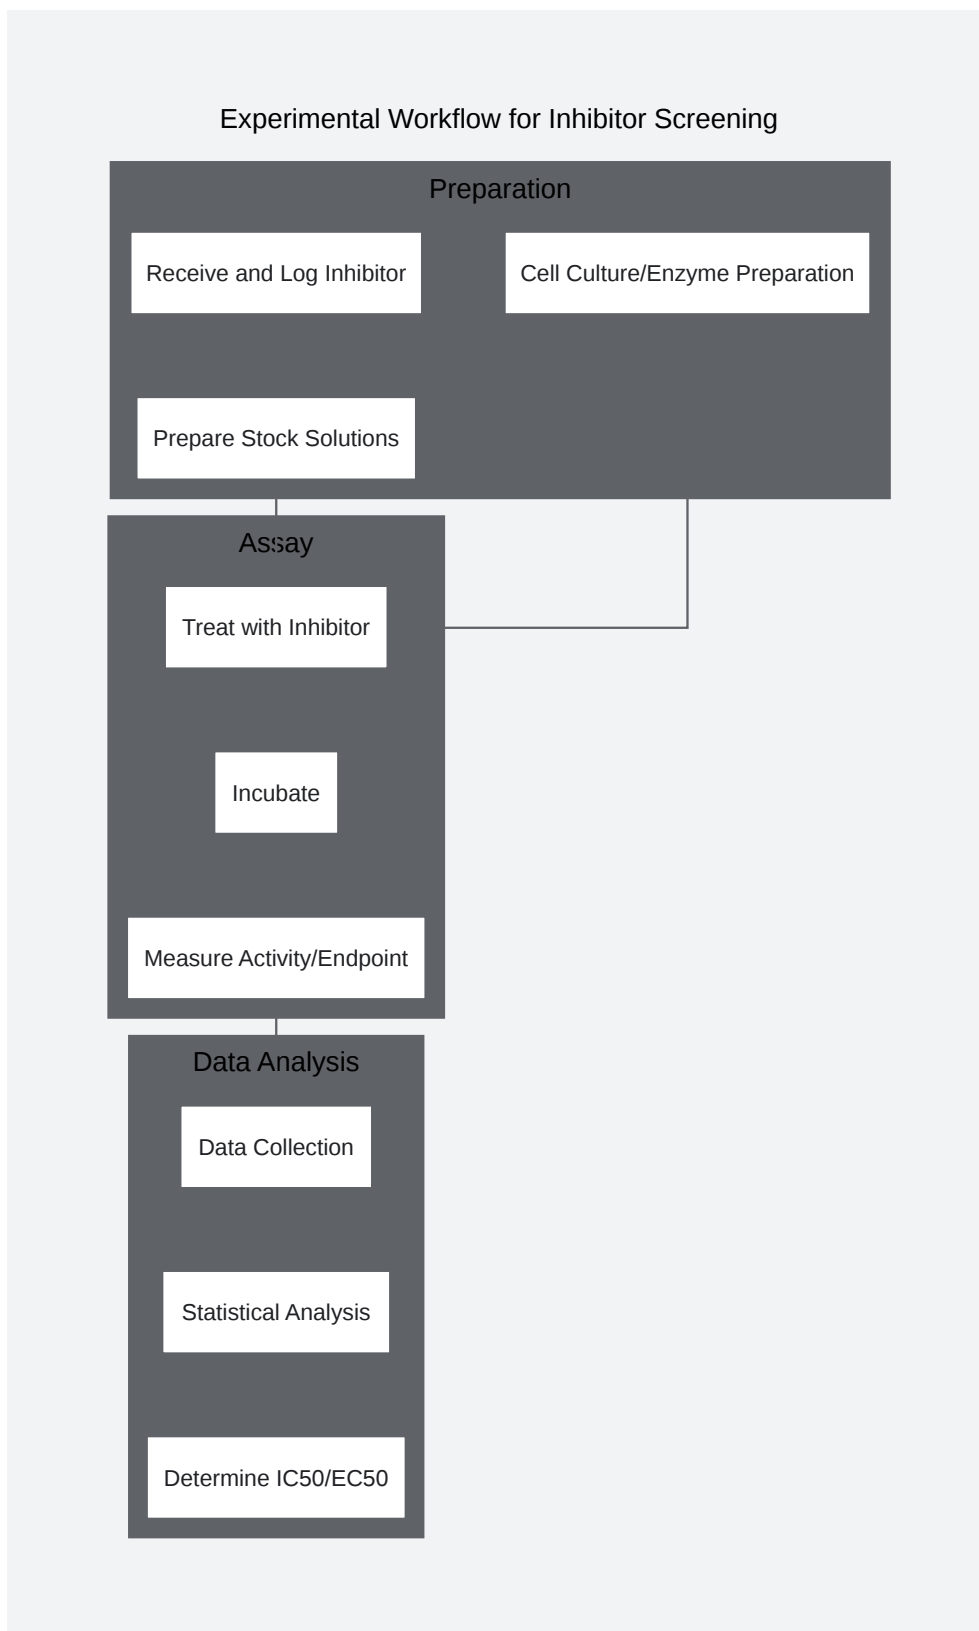 Experimental Workflow for Inhibitor Screening
Preparation
Receive and Log Inhibitor
Cell Culture/Enzyme Preparation
Prepare Stock Solutions
Assay
Treat with Inhibitor
Incubate
Measure Activity/Endpoint
Data Analysis
Data Collection
Statistical Analysis
Determine IC50/EC50